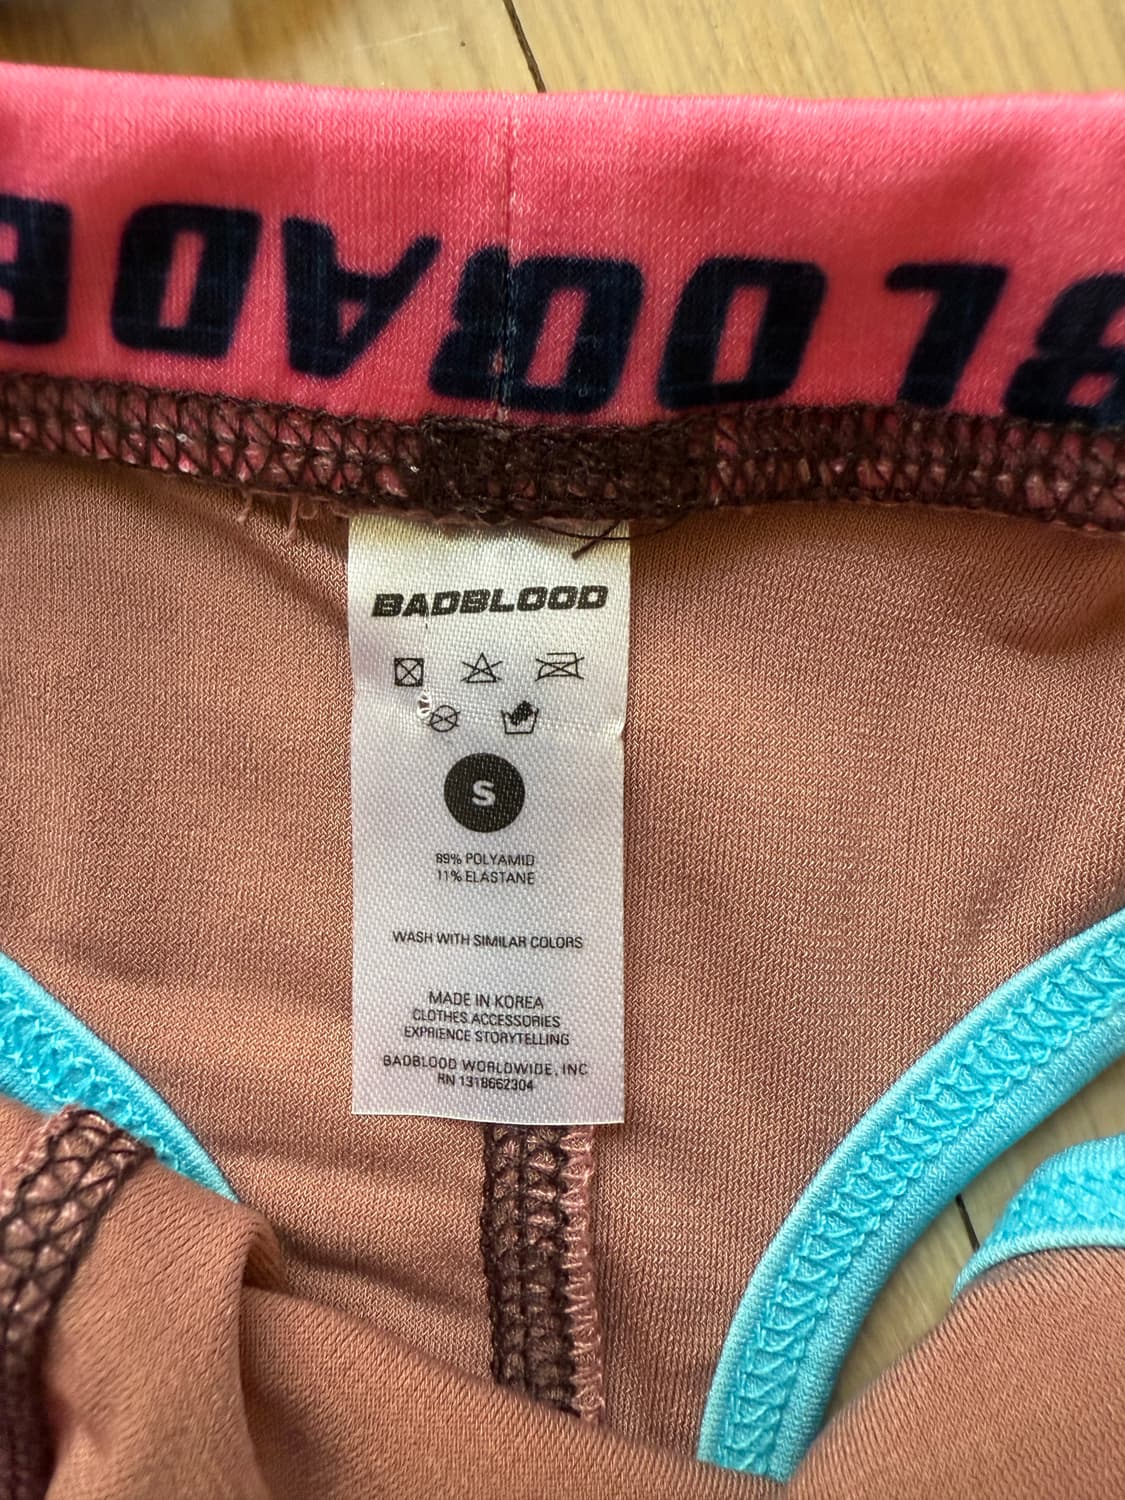 BADBLOOD
BADBLOOD
S
89% POLYAMID
11% ELASTANE
WASH WITH SIMILAR COLORS
MADE IN KOREA
CLOTHES ACCESSORIES
EXPRIENCE STORYTELLING
BADBLOOD WORLDWIDE, INC
RN 1318662304